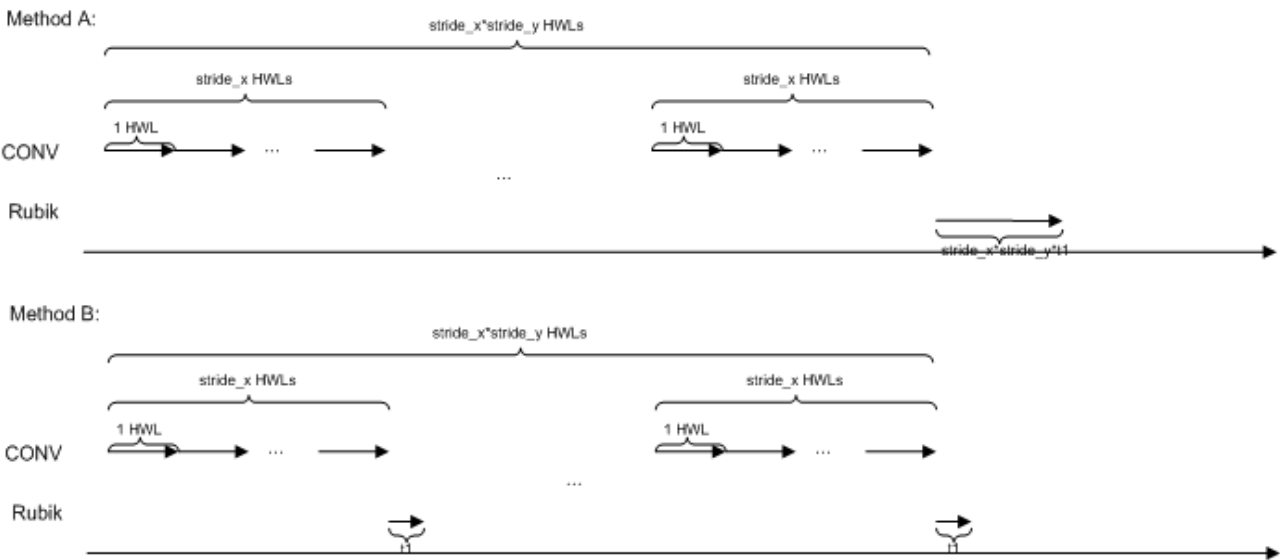 Method A:
stride_x*stride_y HWLs
stride_x HWLs
stride_x HWLs
1 HWL
1 HWL
CONV
...
...
...
Rubik
stride_x*stride_y*t1
Method B:
stride_x*stride_y HWLs
stride_x HWLs
stride_x HWLs
1 HWL
1 HWL
CONV
...
...
...
Rubik
t1
t1